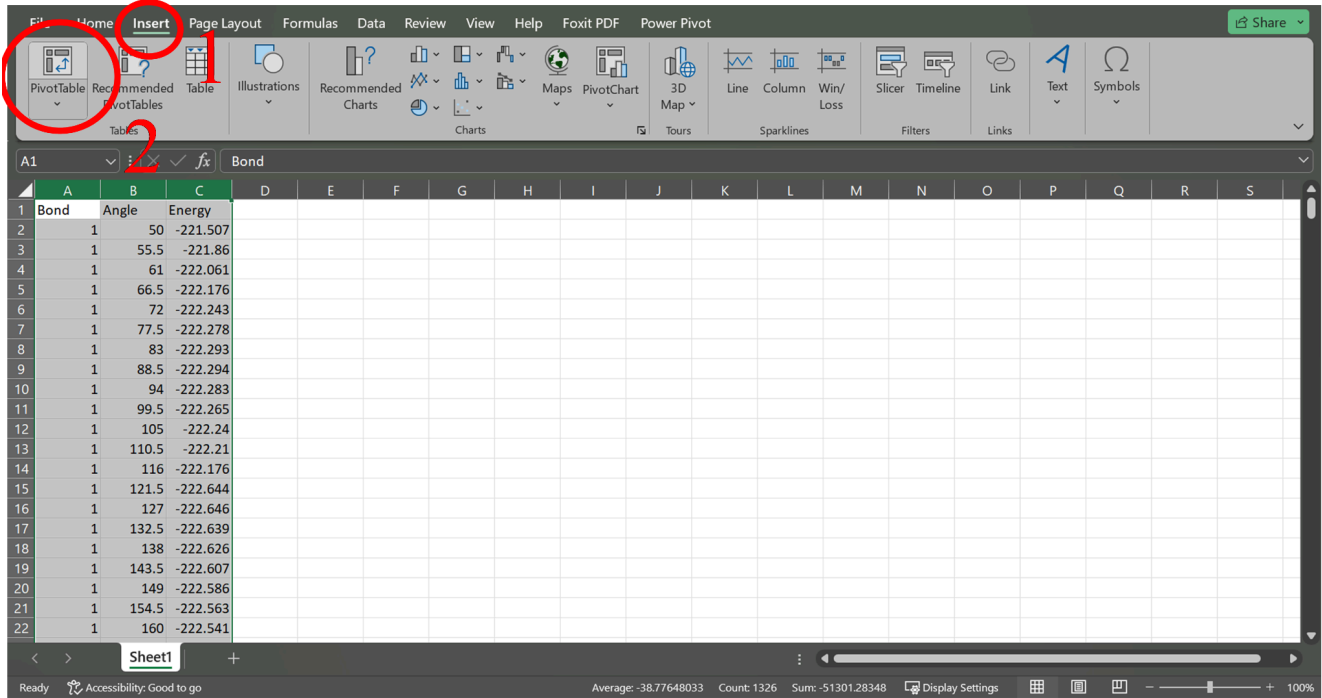 File Home Insert Page Layout Formulas Data Review View Help Foxit PDF Power Pivot Share
1
PivotTable Recommended PivotTables Table Illustrations Recommended Charts Maps PivotChart 3D Map Line Column Win/Loss Slicer Timeline Link Text Symbols
Tables Charts Tours Sparklines Filters Links
2
A1 fx Bond
A B C D E F G H I J K L M N O P Q R S
1 Bond Angle Energy
2 1 50 -221.507
3 1 55.5 -221.86
4 1 61 -222.061
5 1 66.5 -222.176
6 1 72 -222.243
7 1 77.5 -222.278
8 1 83 -222.293
9 1 88.5 -222.294
10 1 94 -222.283
11 1 99.5 -222.265
12 1 105 -222.24
13 1 110.5 -222.21
14 1 116 -222.176
15 1 121.5 -222.644
16 1 127 -222.646
17 1 132.5 -222.639
18 1 138 -222.626
19 1 143.5 -222.607
20 1 149 -222.586
21 1 154.5 -222.563
22 1 160 -222.541
Sheet1
Ready Accessibility: Good to go Average: -38.77648033 Count: 1326 Sum: -51301.28348 Display Settings 100%